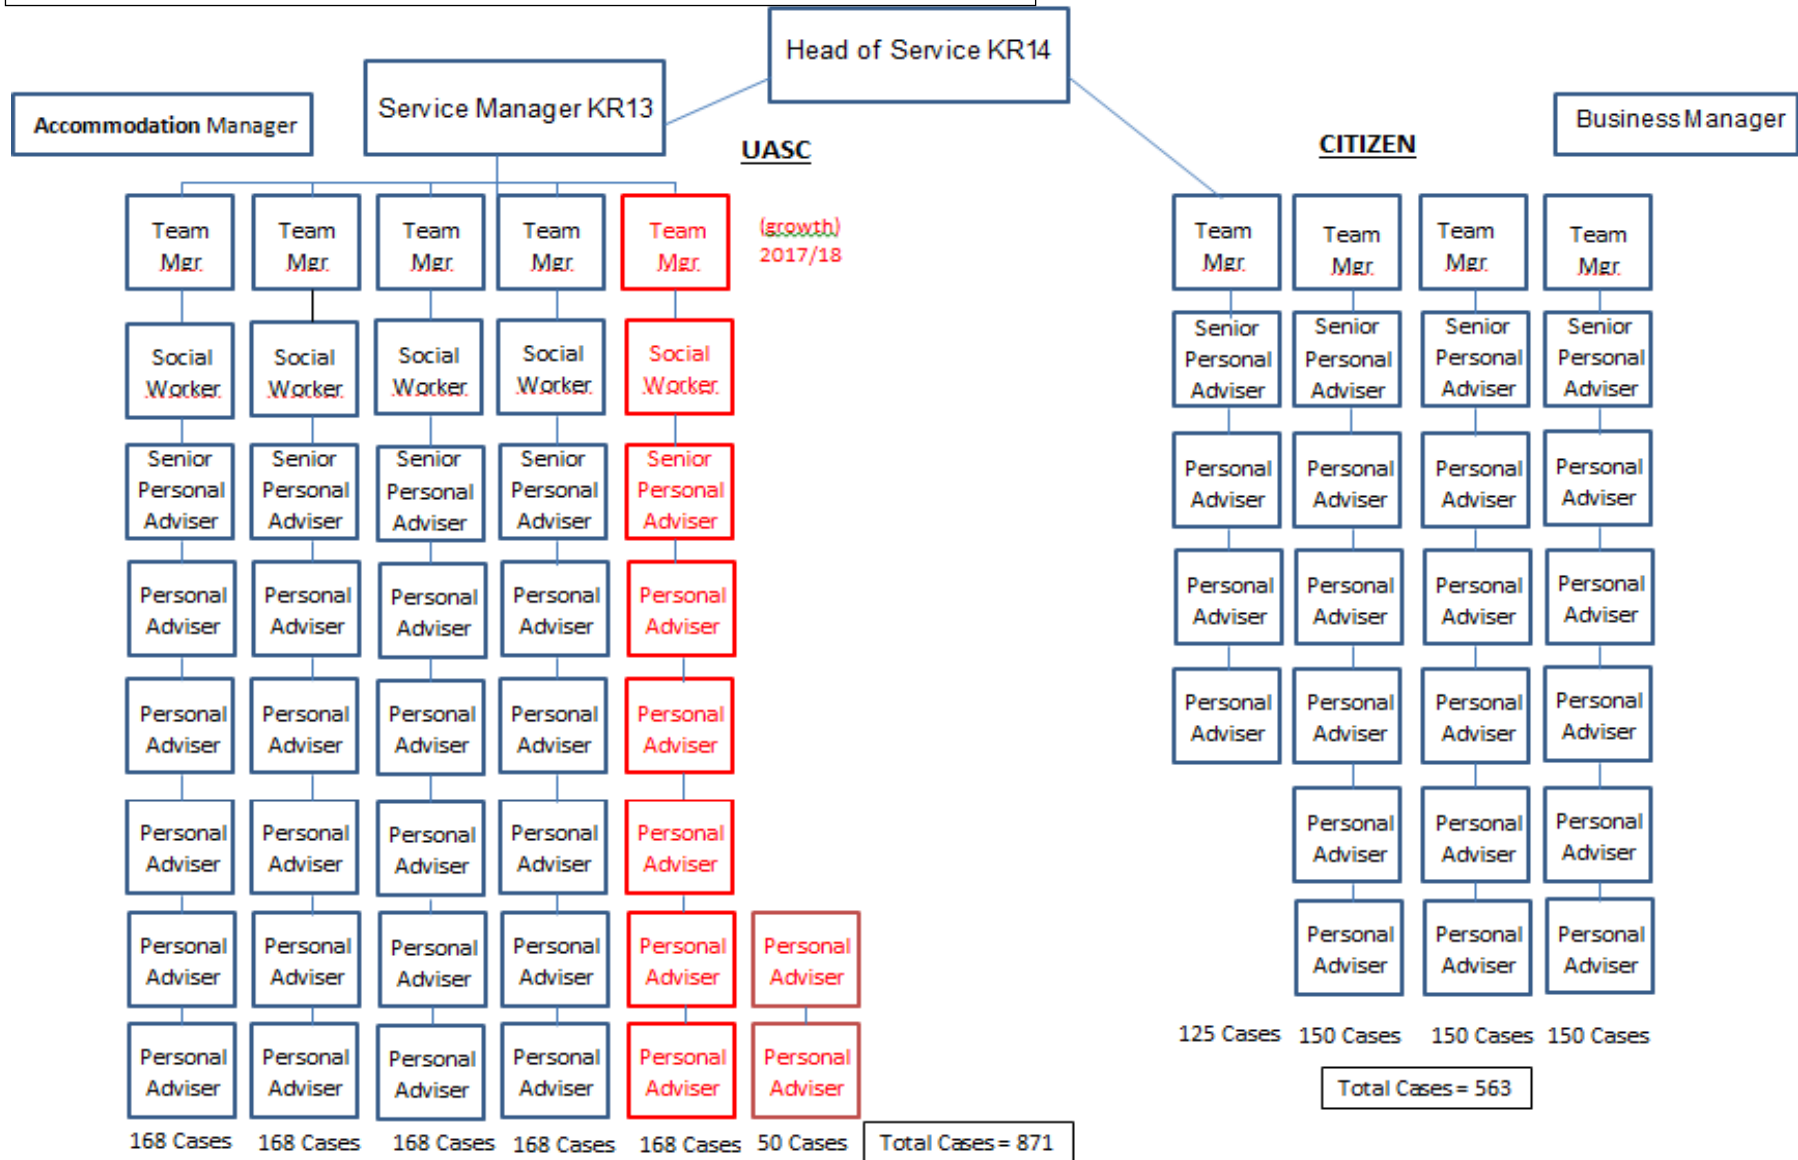 Head of Service KR14
Service Manager KR13
Accommodation Manager
Business Manager
UASC
CITIZEN
Team
Mgr.
Team
Mgr.
Team
Mgr.
Team
Mgr.
Team
Mgr.
(growth)
2017/18
Social
Worker
Social
Worker
Social
Worker
Social
Worker
Social
Worker
Senior
Personal
Adviser
Senior
Personal
Adviser
Senior
Personal
Adviser
Senior
Personal
Adviser
Senior
Personal
Adviser
Personal
Adviser
Personal
Adviser
Personal
Adviser
Personal
Adviser
Personal
Adviser
Personal
Adviser
Personal
Adviser
Personal
Adviser
Personal
Adviser
Personal
Adviser
Personal
Adviser
Personal
Adviser
Personal
Adviser
Personal
Adviser
Personal
Adviser
Personal
Adviser
Personal
Adviser
Personal
Adviser
Personal
Adviser
Personal
Adviser
Personal
Adviser
Personal
Adviser
Personal
Adviser
Personal
Adviser
Personal
Adviser
Personal
Adviser
Personal
Adviser
168 Cases
168 Cases
168 Cases
168 Cases
168 Cases
50 Cases
Total Cases = 871
Team
Mgr.
Team
Mgr.
Team
Mgr.
Team
Mgr.
Senior
Personal
Adviser
Senior
Personal
Adviser
Senior
Personal
Adviser
Senior
Personal
Adviser
Personal
Adviser
Personal
Adviser
Personal
Adviser
Personal
Adviser
Personal
Adviser
Personal
Adviser
Personal
Adviser
Personal
Adviser
Personal
Adviser
Personal
Adviser
Personal
Adviser
Personal
Adviser
Personal
Adviser
Personal
Adviser
Personal
Adviser
Personal
Adviser
Personal
Adviser
Personal
Adviser
125 Cases
150 Cases
150 Cases
150 Cases
Total Cases = 563